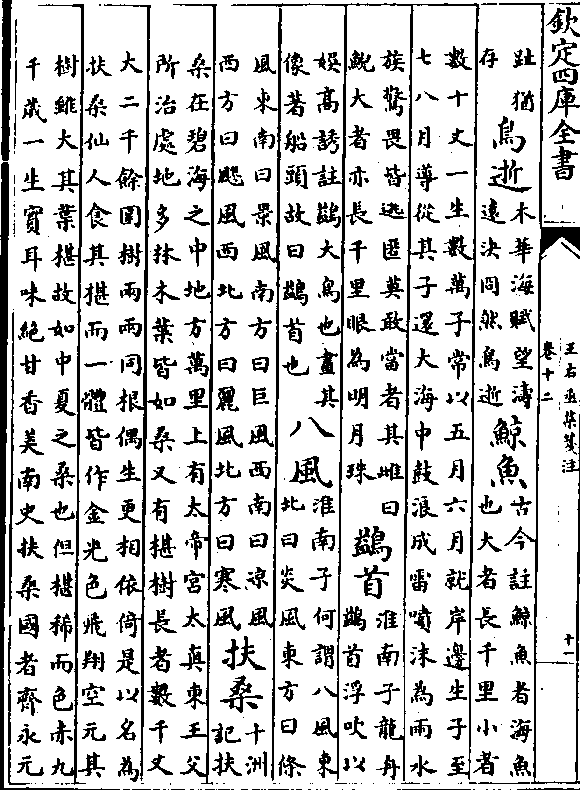 欽定四庫全書
王右丞集箋注
卷十二
十一
趾猶
存
鳥逝
木華海賦望濤
遠決冏然鳥逝
鯨魚
古今註鯨魚者海魚
也大者長千里小者
數十丈一生數萬子常以五月六月就岸邊生子至
七八月導從其子還大海中鼓浪成雷噴沫為雨水
族驚畏皆逃匿莫敢當者其雌曰
鯢大者亦長千里眼為明月珠
鷁首
淮南子龍舟
鷁首浮吹以
娛高誘註鷁大鳥也畫其
像著船頭故曰鷁首也
八風
淮南子何謂八風東
北曰炎風東方曰條
風東南曰景風南方曰巨風西南曰涼風
西方曰飂風西北方曰麗風北方曰寒風
扶桑
十洲
記扶
桑在碧海之中地方萬里上有太帝宮太真東王父
所治處地多林木葉皆如桑又有椹樹長者數千丈
大二千餘圍樹兩兩同根偶生更相依倚是以名為
扶桑仙人食其椹而一體皆作金光色飛翔空元其
樹雖大其葉椹故如中夏之桑也但椹稀而色赤九
千歲一生實耳味絕甘香美南史扶桑國者齊永元